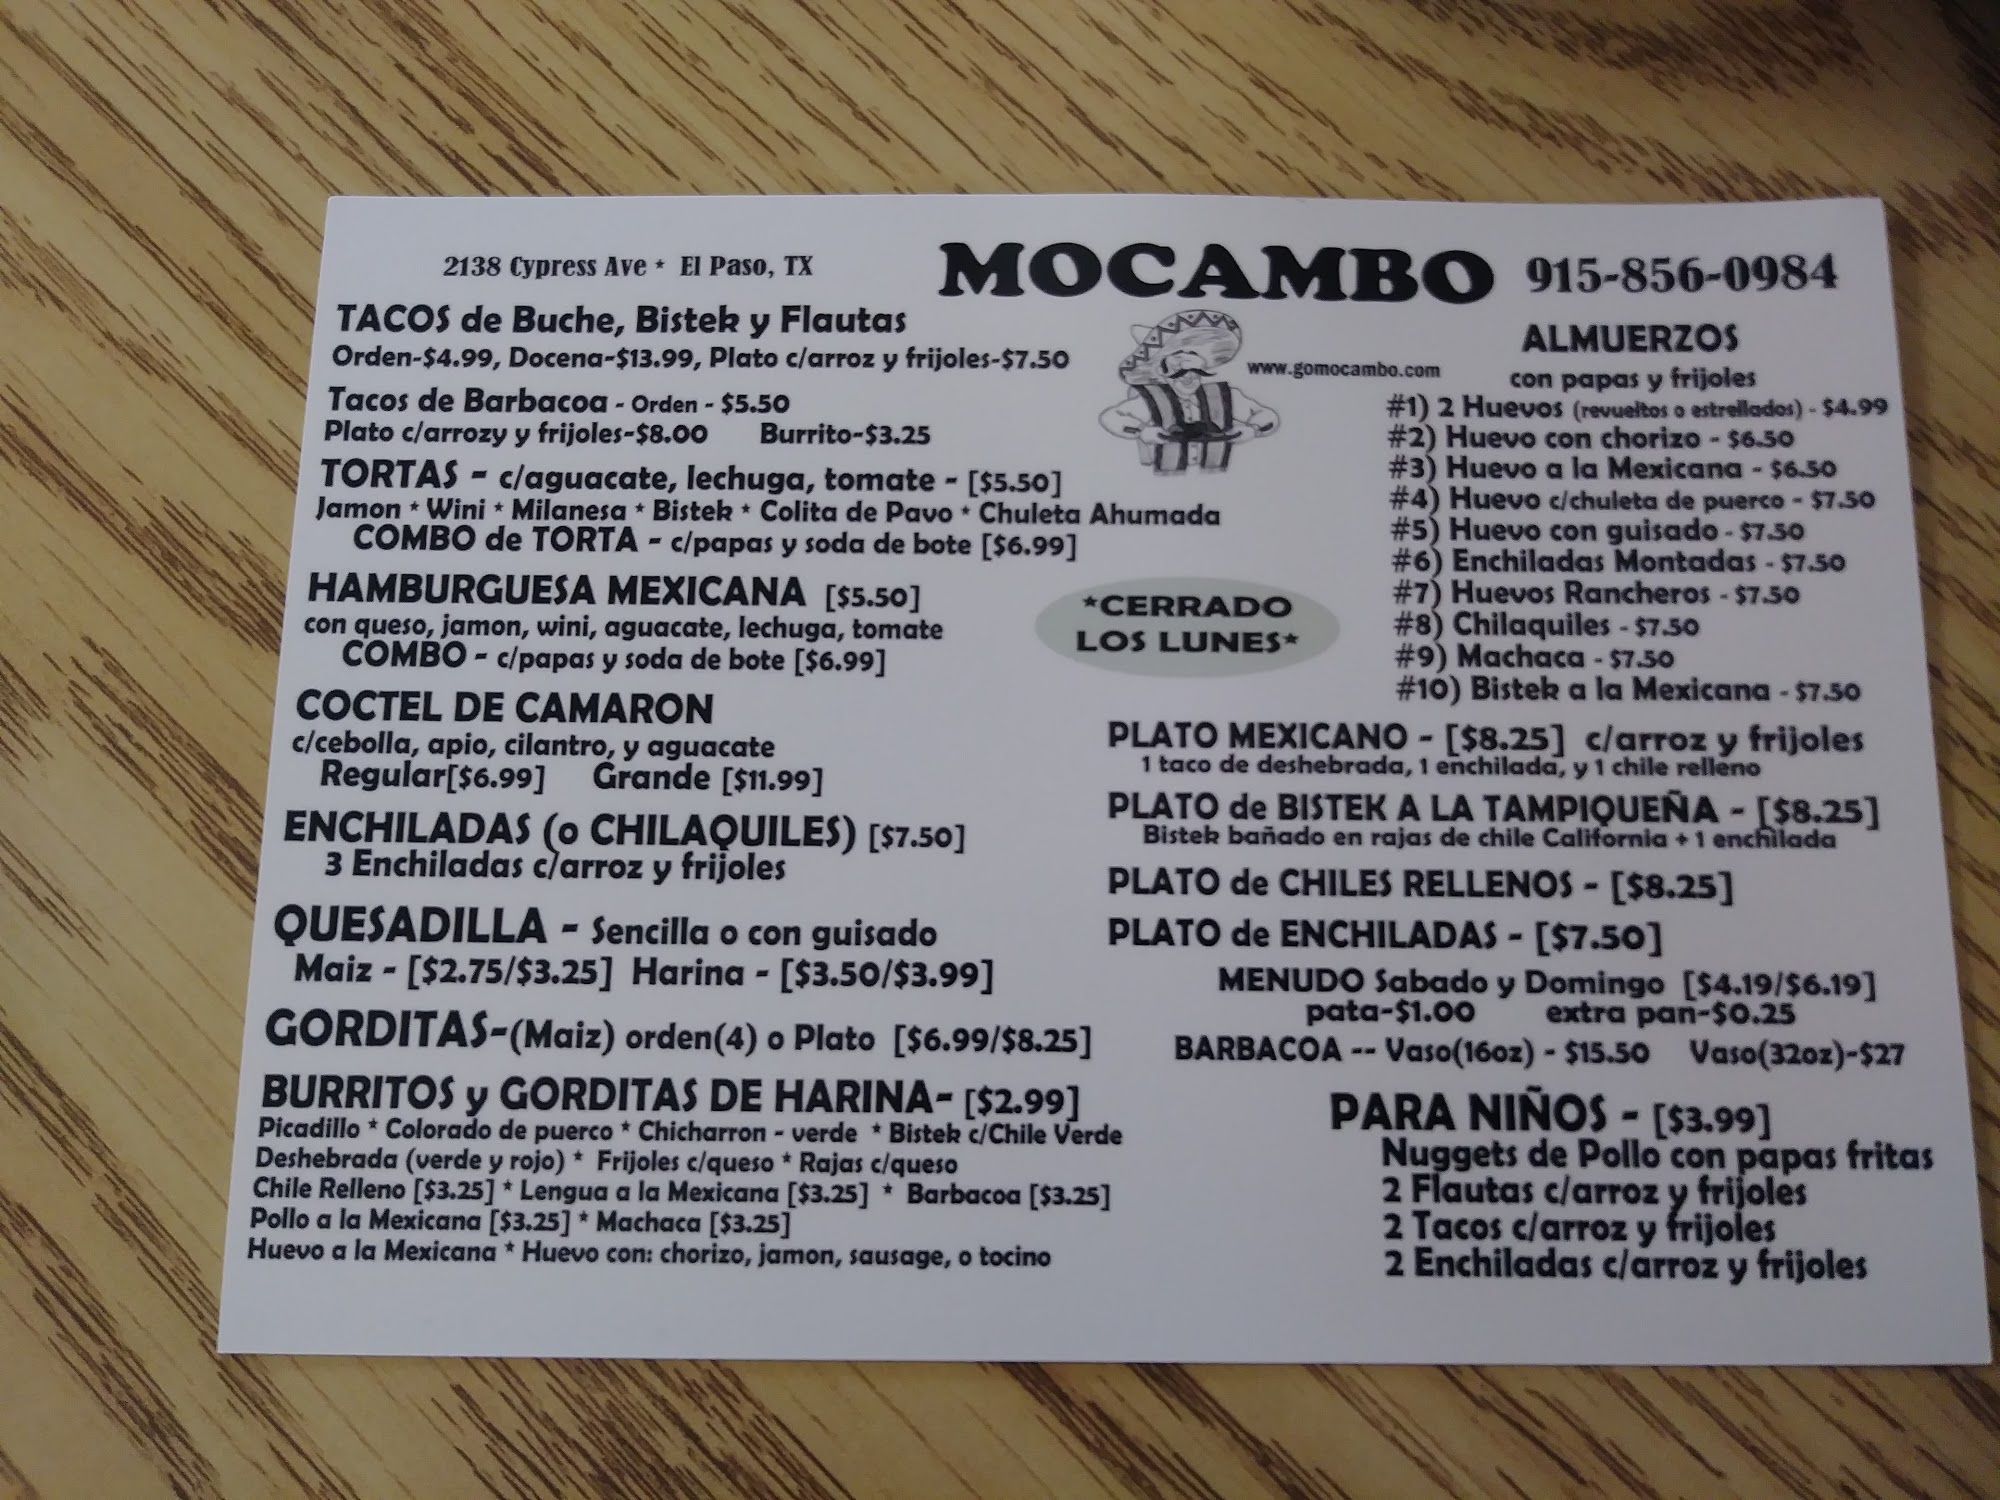 2138 Cypress Ave * El Paso, TX
MOCAMBO 915-856-0984
TACOS de Buche, Bistek y Flautas
Orden-$4.99, Docena-$13.99, Plato c/arroz y frijoles-$7.50
Tacos de Barbacoa - Orden - $5.50
Plato c/arrozy y frijoles-$8.00 Burrito-$3.25
TORTAS - c/aguacate, lechuga, tomate - [$5.50]
Jamon * Wini * Milanesa * Bistek * Colita de Pavo * Chuleta Ahumada
COMBO de TORTA - c/papas y soda de bote [$6.99]
HAMBURGUESA MEXICANA [$5.50]
con queso, jamon, wini, aguacate, lechuga, tomate
COMBO - c/papas y soda de bote [$6.99]
COCTEL DE CAMARON
c/cebolla, apio, cilantro, y aguacate
Regular[$6.99] Grande [$11.99]
ENCHILADAS (o CHILAQUILES) [$7.50]
3 Enchiladas c/arroz y frijoles
QUESADILLA - Sencilla o con guisado
Maiz - [$2.75/$3.25] Harina - [$3.50/$3.99]
GORDITAS-(Maiz) orden(4) o Plato [$6.99/$8.25]
BURRITOS y GORDITAS DE HARINA- [$2.99]
Picadillo * Colorado de puerco * Chicharron - verde * Bistek c/Chile Verde
Deshebrada (verde y rojo) * Frijoles c/queso * Rajas c/queso
Chile Relleno [$3.25] * Lengua a la Mexicana [$3.25] * Barbacoa [$3.25]
Pollo a la Mexicana [$3.25] * Machaca [$3.25]
Huevo a la Mexicana * Huevo con: chorizo, jamon, sausage, o tocino
www.gomocambo.com
*CERRADO
LOS LUNES*
ALMUERZOS
con papas y frijoles
#1) 2 Huevos (revueltos o estrellados) - $4.99
#2) Huevo con chorizo - $6.50
#3) Huevo a la Mexicana - $6.50
#4) Huevo c/chuleta de puerco - $7.50
#5) Huevo con guisado - $7.50
#6) Enchiladas Montadas - $7.50
#7) Huevos Rancheros - $7.50
#8) Chilaquiles - $7.50
#9) Machaca - $7.50
#10) Bistek a la Mexicana - $7.50
PLATO MEXICANO - [$8.25] c/arroz y frijoles
1 taco de deshebrada, 1 enchilada, y 1 chile relleno
PLATO de BISTEK A LA TAMPIQUEÑA - [$8.25]
Bistek bañado en rajas de chile California + 1 enchilada
PLATO de CHILES RELLENOS - [$8.25]
PLATO de ENCHILADAS - [$7.50]
MENUDO Sabado y Domingo [$4.19/$6.19]
pata-$1.00 extra pan-$0.25
BARBACOA -- Vaso(16oz) - $15.50 Vaso(32oz)-$27
PARA NIÑOS - [$3.99]
Nuggets de Pollo con papas fritas
2 Flautas c/arroz y frijoles
2 Tacos c/arroz y frijoles
2 Enchiladas c/arroz y frijoles